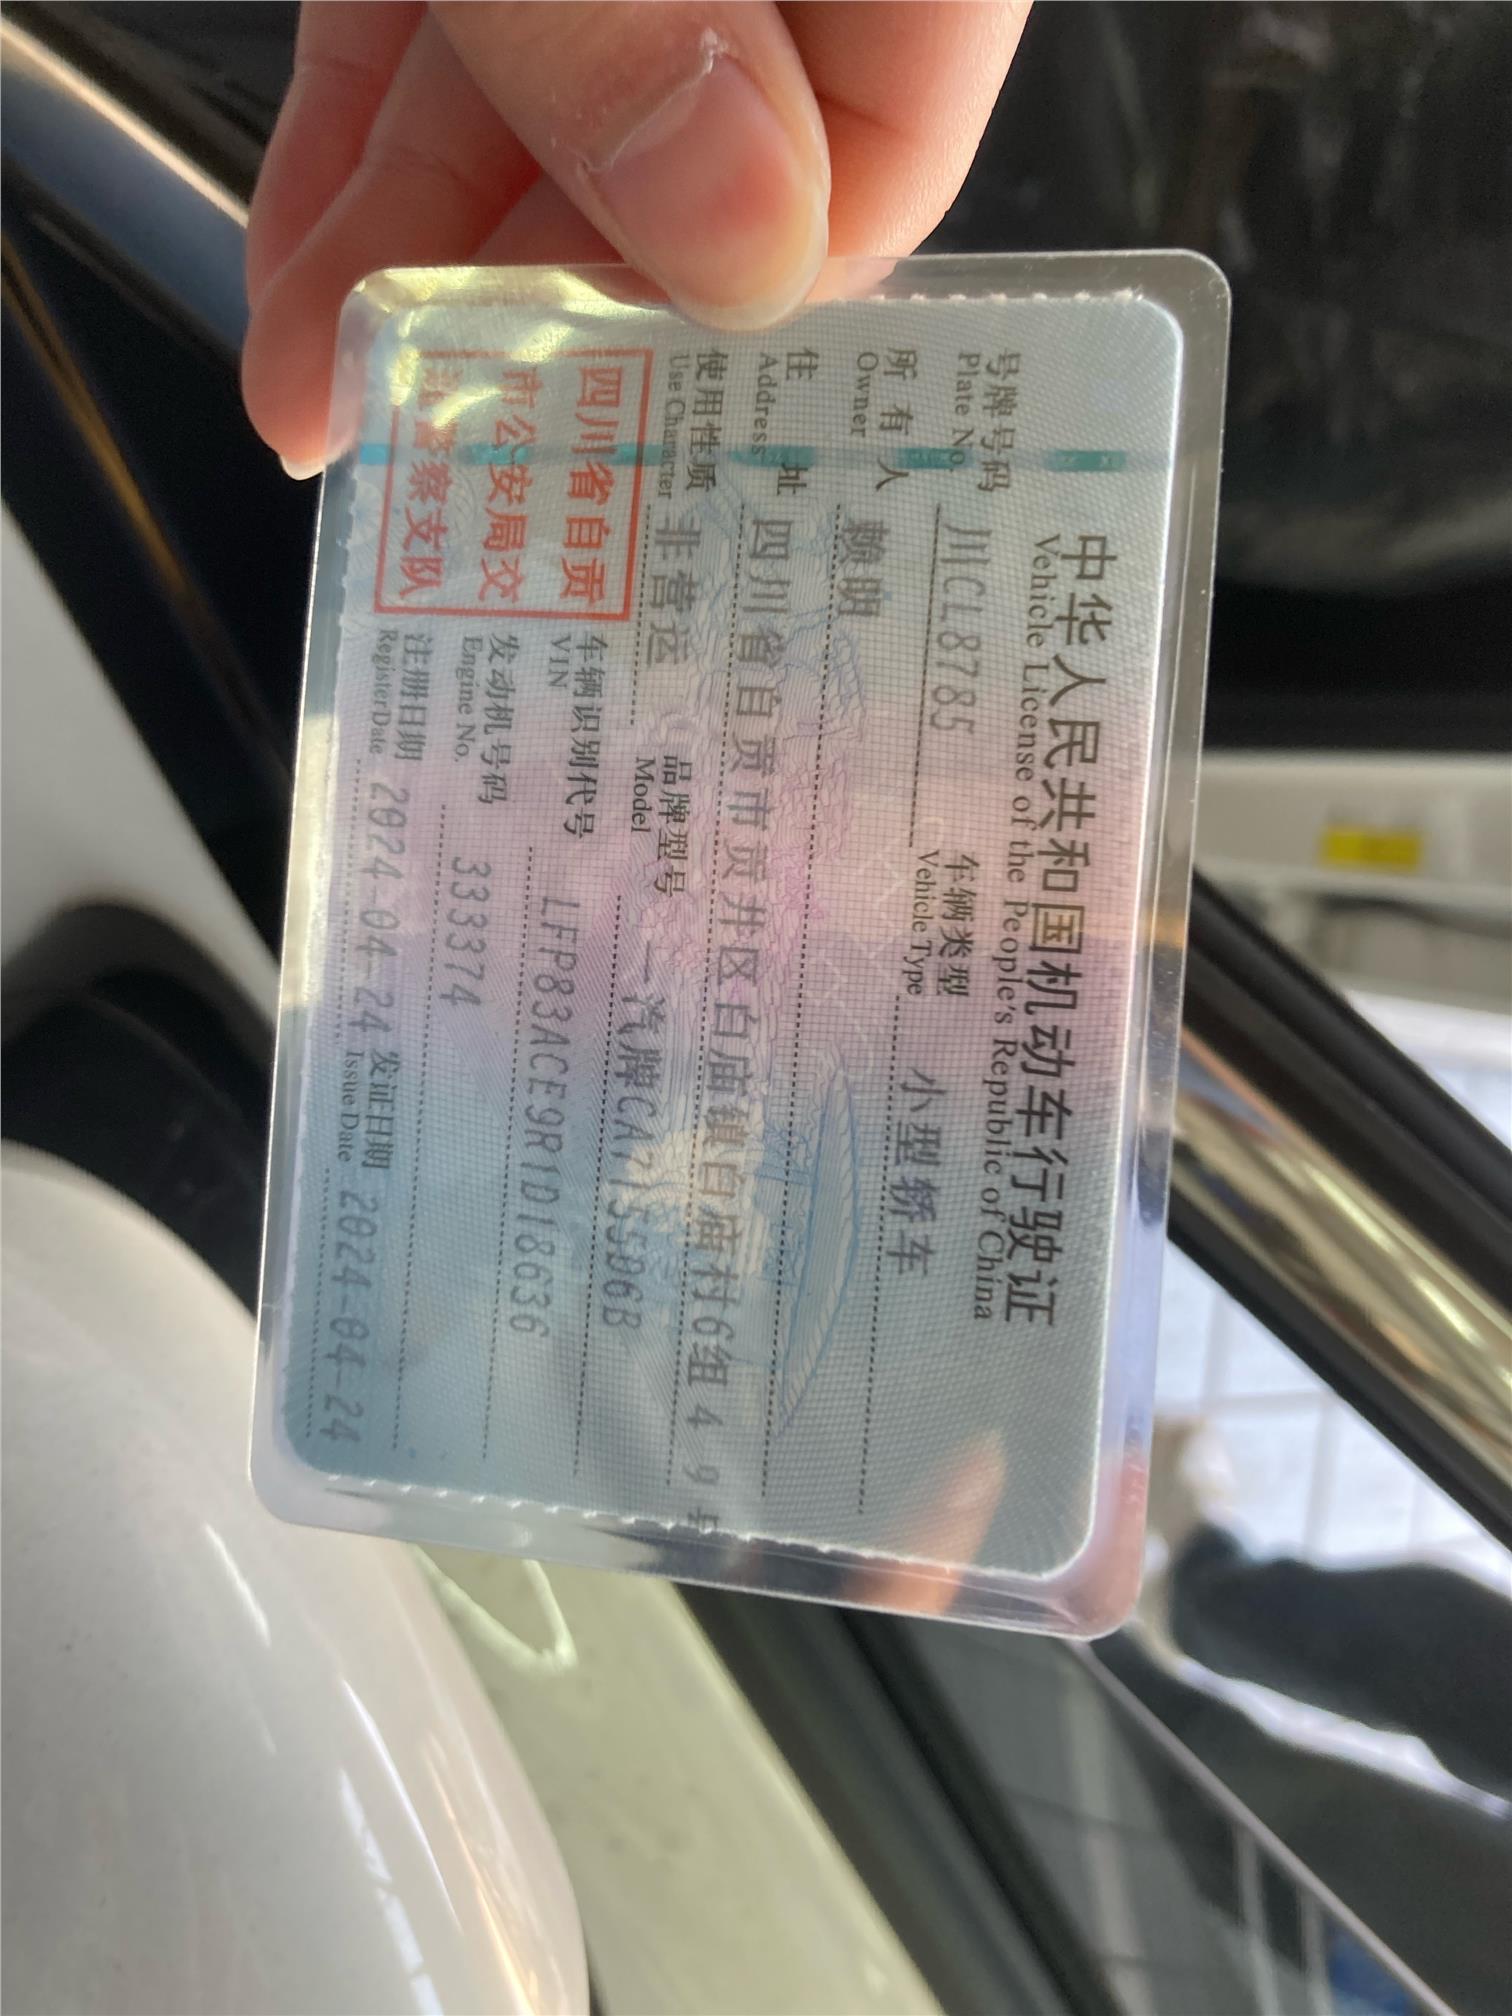 中华人民共和国机动车行驶证
Vehicle License of the People's Republic of China
号牌号码 川CL8785 车辆类型 小型轿车
Plate No. Vehicle Type
所有人 赖明
Owner
住址 四川省自贡市贡井区白庙镇白庙村6组49号
Address
使用性质 非营运 品牌型号 一汽牌CA7155D6B
Use Character Model
四川省自贡
市公安局交
警察支队
车辆识别代号 LFP83ACE9R1D18636
VIN
发动机号码 333374
Engine No.
注册日期 2024-04-24 发证日期 2024-04-24
Register Date Issue Date